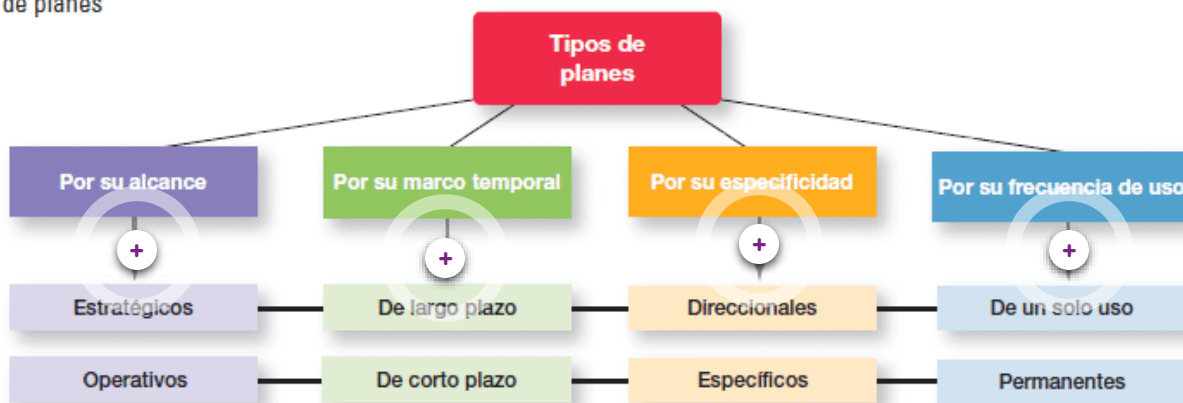 de planes
Tipos de
planes
Por su alcance
Por su marco temporal
Por su especificidad
Por su frecuencia de uso
+
+
+
+
Estratégicos
De largo plazo
Direccionales
De un solo uso
Operativos
De corto plazo
Específicos
Permanentes